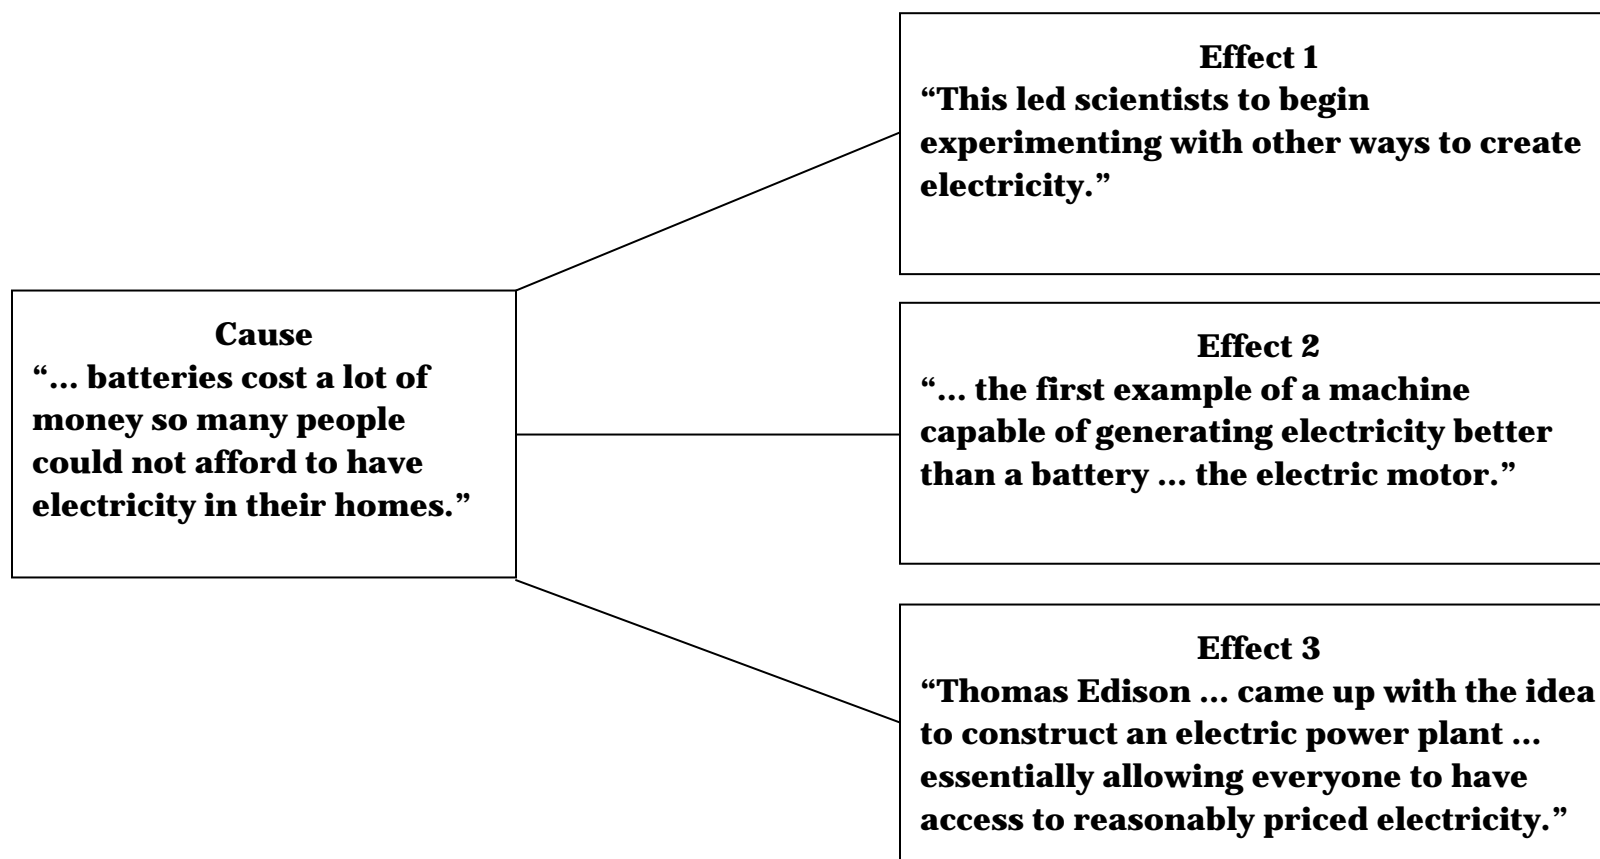 Effect 1
“This led scientists to begin
experimenting with other ways to create
electricity.”
Cause
“... batteries cost a lot of
money so many people
could not afford to have
electricity in their homes.”
Effect 2
“... the first example of a machine
capable of generating electricity better
than a battery ... the electric motor.”
Effect 3
“Thomas Edison ... came up with the idea
to construct an electric power plant ...
essentially allowing everyone to have
access to reasonably priced electricity.”